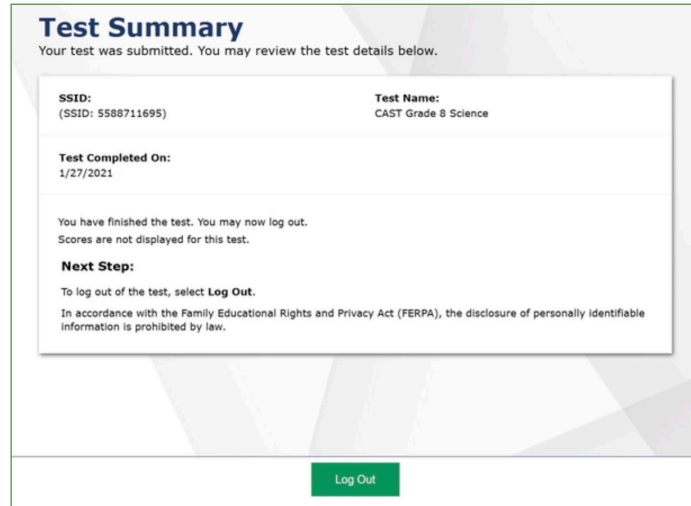 Test Summary
Your test was submitted. You may review the test details below.
SSID:
(SSID: 5588711695)
Test Name:
CAST Grade 8 Science
Test Completed On:
1/27/2021
You have finished the test. You may now log out.
Scores are not displayed for this test.
Next Step:
To log out of the test, select Log Out.
In accordance with the Family Educational Rights and Privacy Act (FERPA), the disclosure of personally identifiable
information is prohibited by law.
Log Out